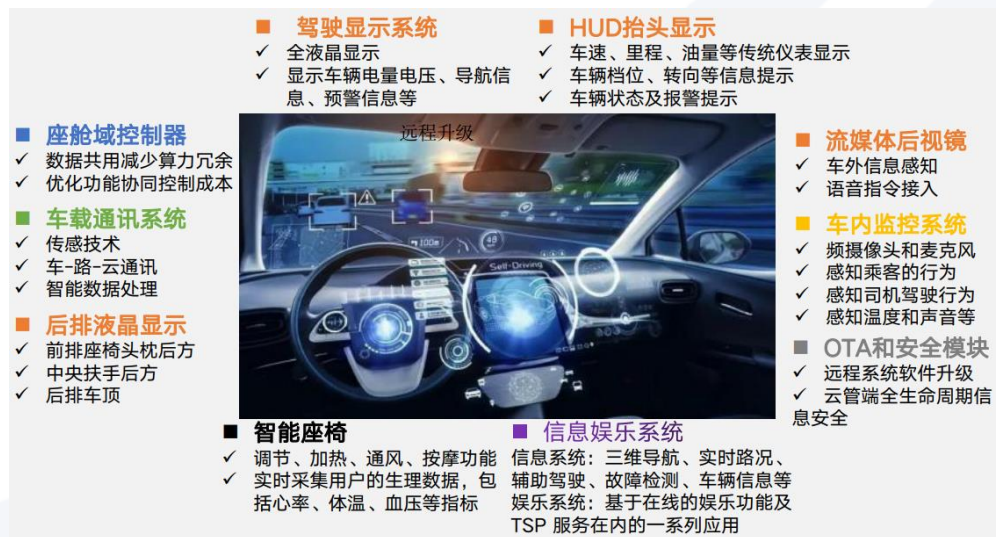 驾驶显示系统
全液晶显示
显示车辆电量电压、导航信
息、预警信息等
HUD抬头显示
车速、里程、油量等传统仪表显示
车辆档位、转向等信息提示
车辆状态及报警提示
座舱域控制器
数据共用减少算力冗余
优化功能协同控制成本
车载通讯系统
传感技术
车-路-云通讯
智能数据处理
后排液晶显示
前排座椅头枕后方
中央扶手后方
后排车顶
远程升级
100m
48
Self-Driving
流媒体后视镜
车外信息感知
语音指令接入
车内监控系统
频摄像头和麦克风
感知乘客的行为
感知司机驾驶行为
感知温度和声音等
OTA和安全模块
远程系统软件升级
云管端全生命周期信
息安全
智能座椅
调节、加热、通风、按摩功能
实时采集用户的生理数据，包
括心率、体温、血压等指标
信息娱乐系统
信息系统：三维导航、实时路况、
辅助驾驶、故障检测、车辆信息等
娱乐系统：基于在线的娱乐功能及
TSP 服务在内的一系列应用